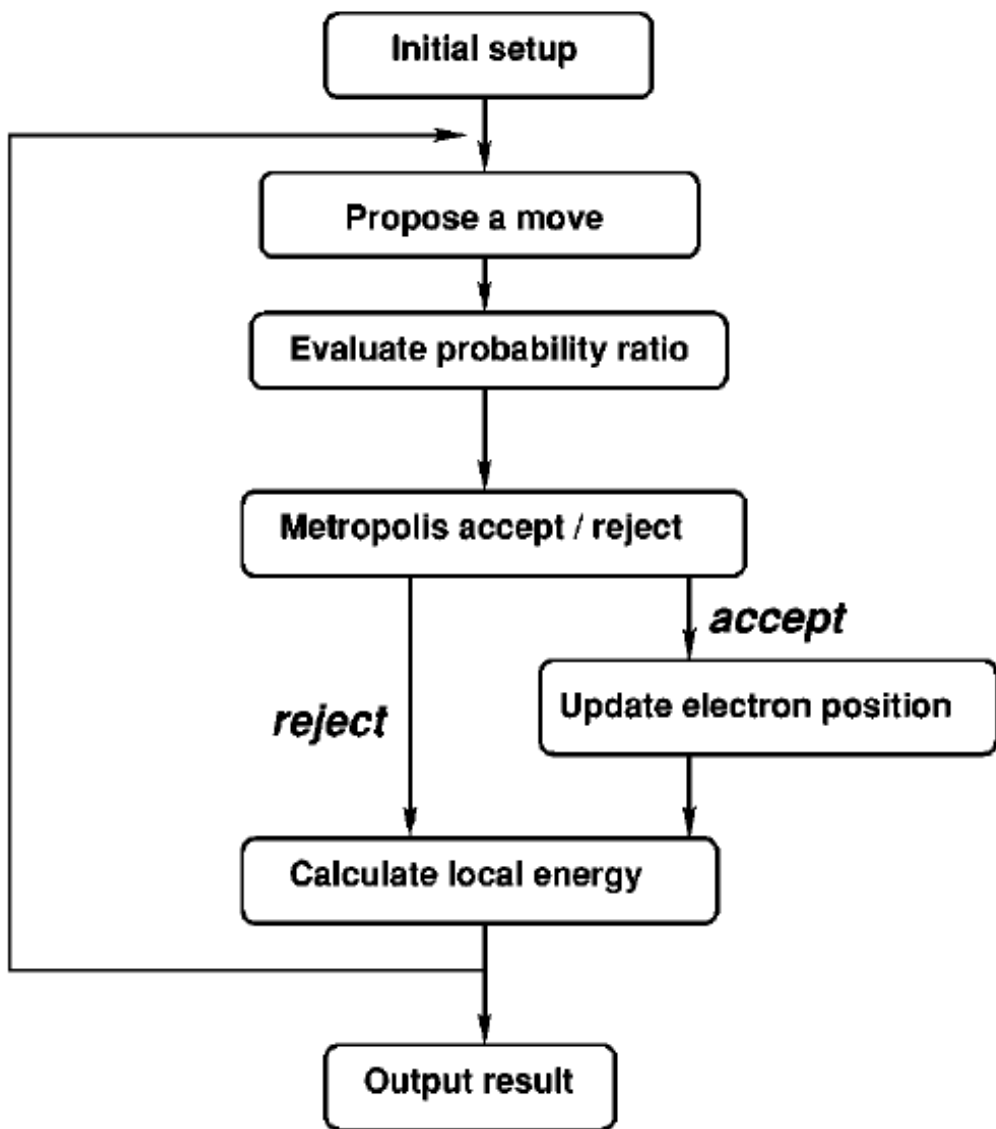 Initial setup
Propose a move
Evaluate probability ratio
Metropolis accept / reject
accept
Update electron position
reject
Calculate local energy
Output result